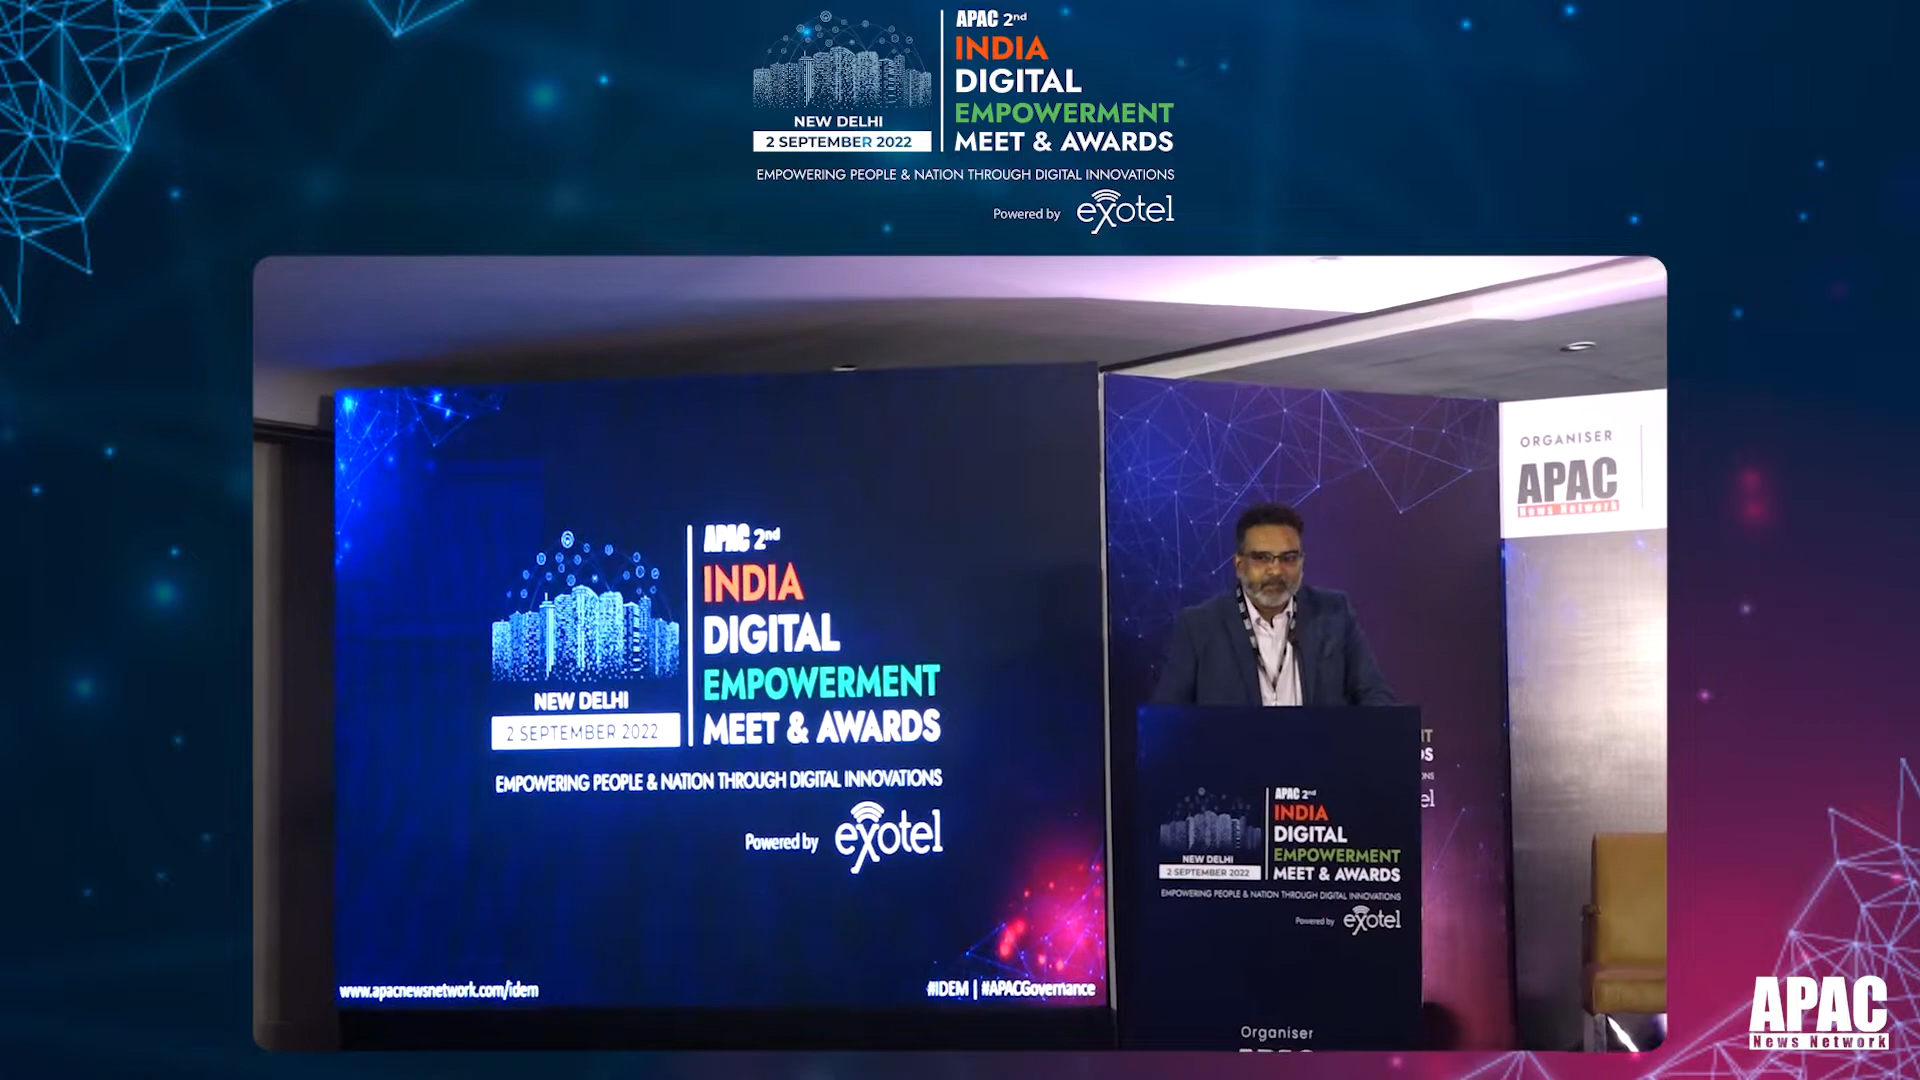 APAC 2nd
INDIA
DIGITAL
EMPOWERMENT
MEET & AWARDS
NEW DELHI
2 SEPTEMBER 2022
EMPOWERING PEOPLE & NATION THROUGH DIGITAL INNOVATIONS
Powered by exotel
APAC 2nd
INDIA
DIGITAL
EMPOWERMENT
MEET & AWARDS
NEW DELHI
2 SEPTEMBER 2022
EMPOWERING PEOPLE & NATION THROUGH DIGITAL INNOVATIONS
Powered by exotel
www.apacnewsnetwork.com/idem
#IDEM | #APACGovernance
ORGANISER
APAC
News Network
APAC 2nd
INDIA
DIGITAL
EMPOWERMENT
MEET & AWARDS
NEW DELHI
2 SEPTEMBER 2022
EMPOWERING PEOPLE & NATION THROUGH DIGITAL INNOVATIONS
Powered by exotel
Organiser
APAC
News Network